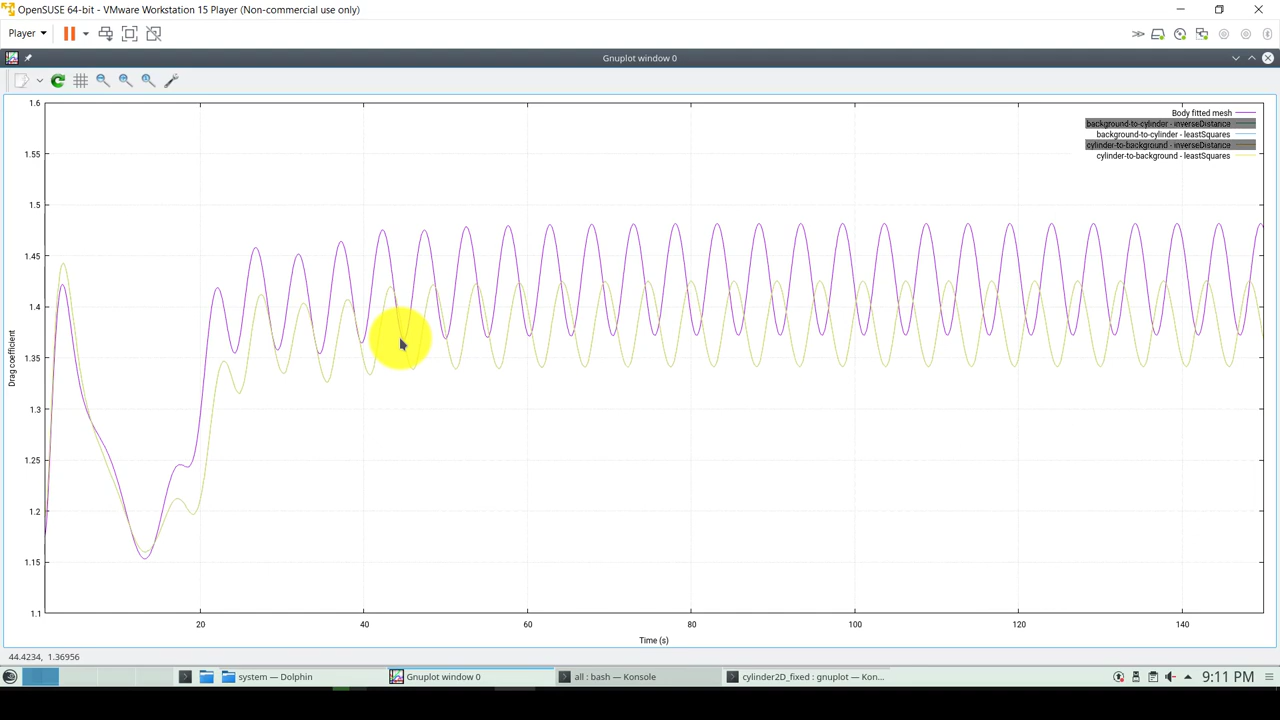 OpenSUSE 64-bit - VMware Workstation 15 Player (Non-commercial use only)
Player
Gnuplot window 0
1.6
1.55
1.5
1.45
1.4
1.35
1.3
1.25
1.2
1.15
1.1
Drag coefficient
Body fitted mesh
background-to-cylinder - inverseDistance
background-to-cylinder - leastSquares
cylinder-to-background - inverseDistance
cylinder-to-background - leastSquares
20 40 60 80 100 120 140
Time (s)
44.4234, 1.36956
system — Dolphin
Gnuplot window 0
all : bash — Konsole
cylinder2D_fixed : gnuplot — Kon...
9:11 PM